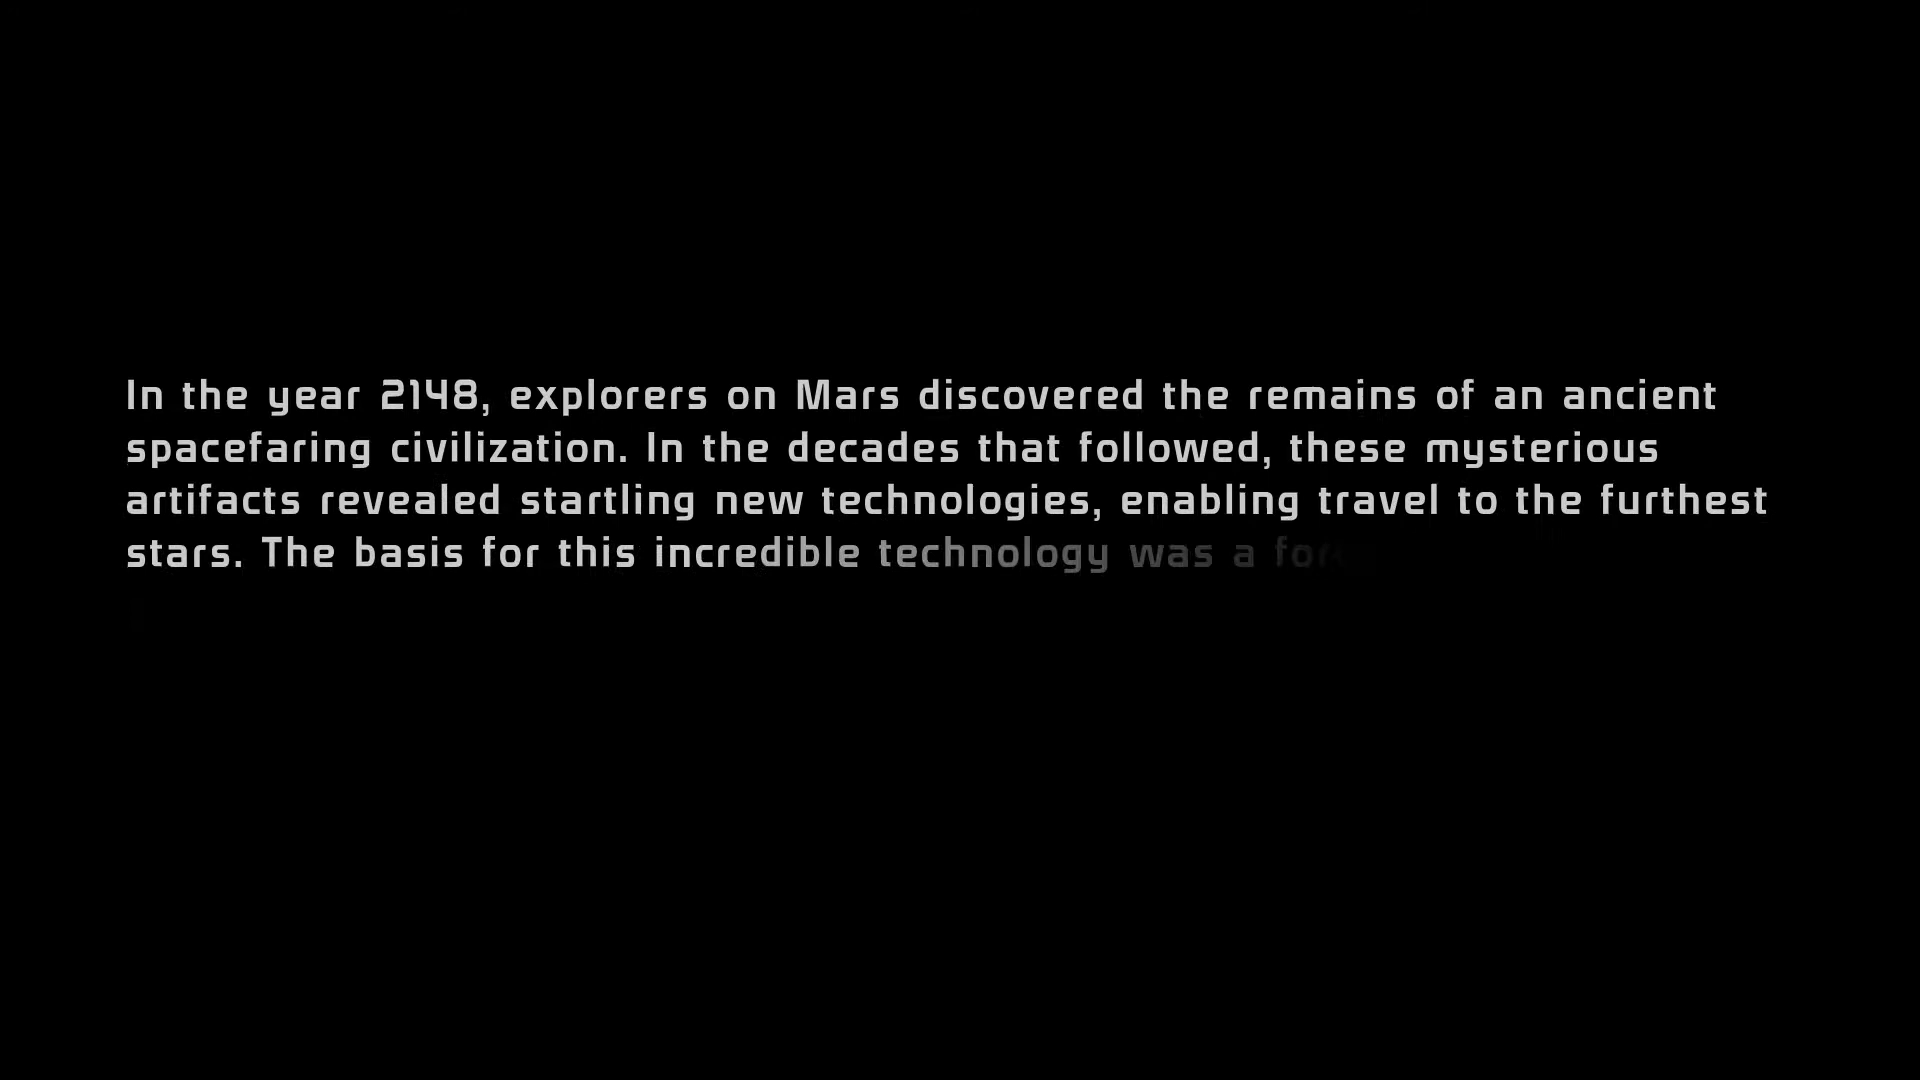 In the year 2148, explorers on Mars discovered the remains of an ancient
spacefaring civilization. In the decades that followed, these mysterious
artifacts revealed startling new technologies, enabling travel to the furthest
stars. The basis for this incredible technology was a